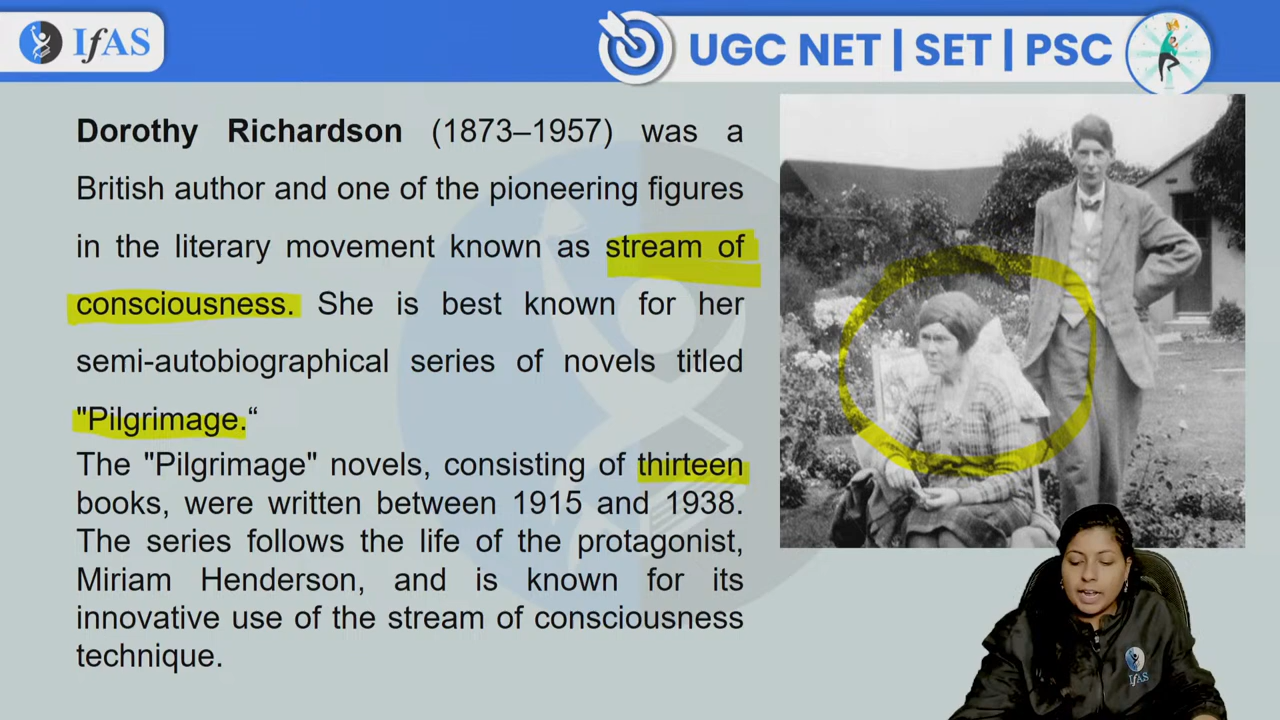 IfAS
UGC NET | SET | PSC
Dorothy Richardson (1873–1957) was a
British author and one of the pioneering figures
in the literary movement known as stream of
consciousness. She is best known for her
semi-autobiographical series of novels titled
"Pilgrimage.“
The "Pilgrimage" novels, consisting of thirteen
books, were written between 1915 and 1938.
The series follows the life of the protagonist,
Miriam Henderson, and is known for its
innovative use of the stream of consciousness
technique.
IfAS